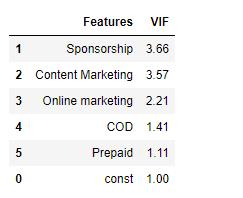 Features VIF
1 Sponsorship 3.66
2 Content Marketing 3.57
3 Online marketing 2.21
4 COD 1.41
5 Prepaid 1.11
0 const 1.00